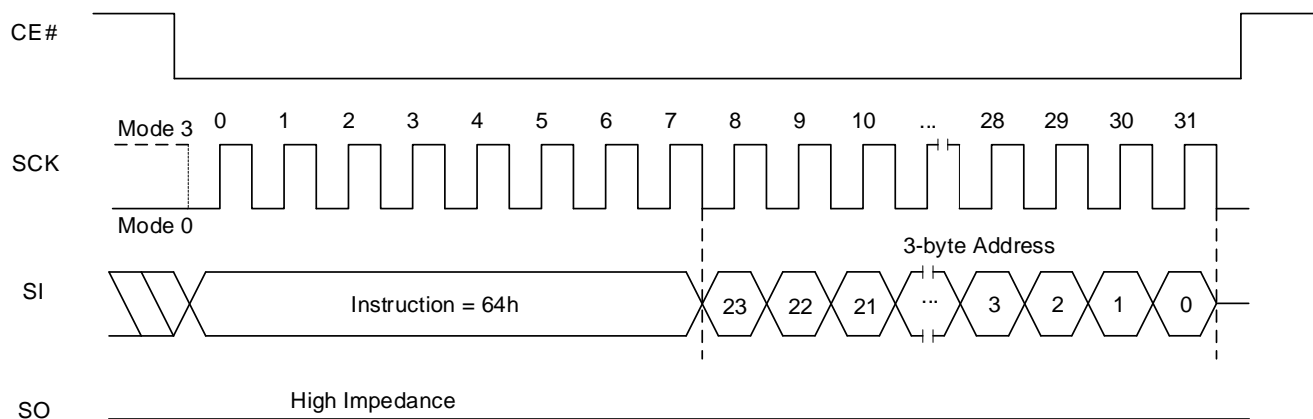 CE#
Mode 3
0 1 2 3 4 5 6 7 8 9 10 ... 28 29 30 31
SCK
Mode 0
3-byte Address
SI
Instruction = 64h
23 22 21 ... 3 2 1 0
High Impedance
SO